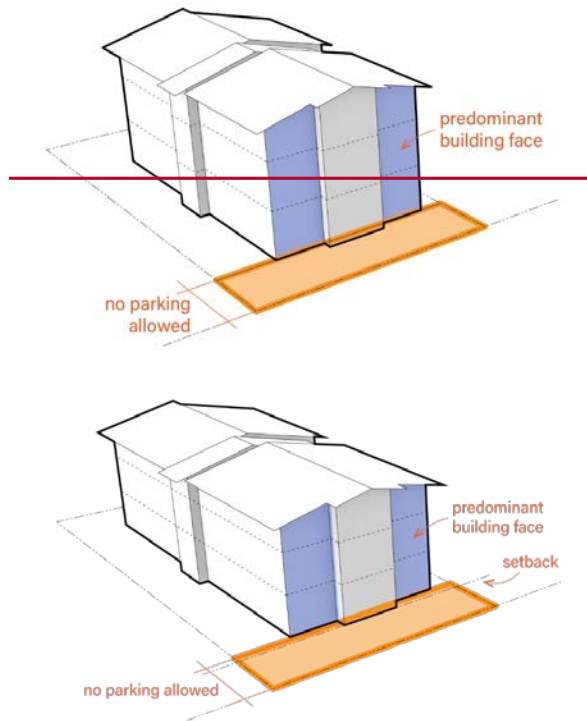 predominant
building face
no parking
allowed
predominant
building face
setback
no parking allowed